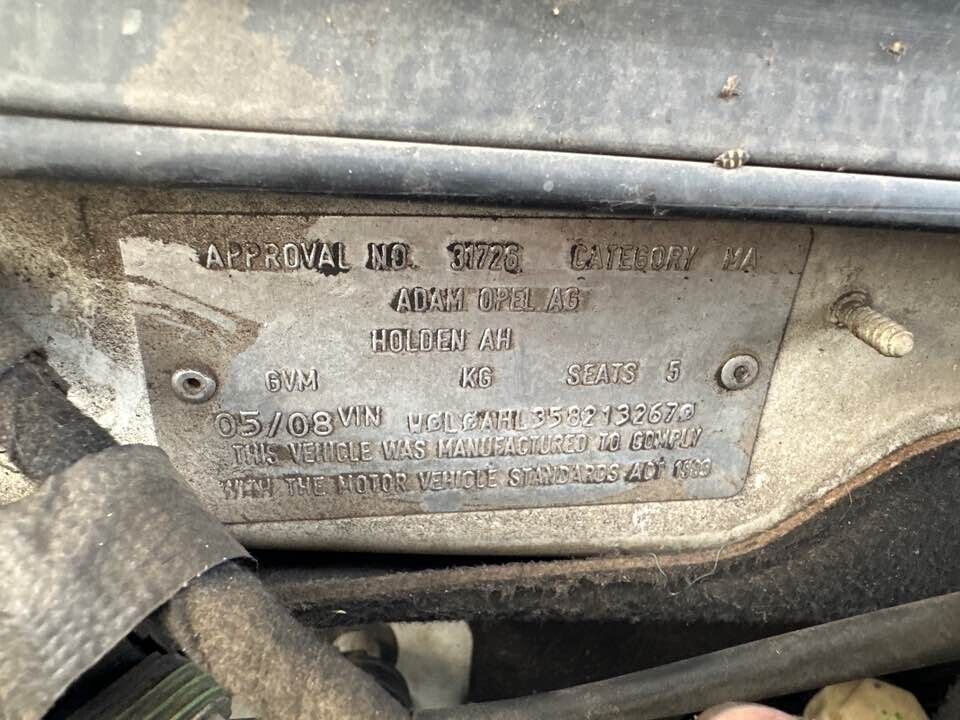 APPROVAL NO. 31726 CATEGORY MA
ADAM OPEL AG
HOLDEN AH
GVM KG SEATS 5
05/08 VIN W0L0AHL3582132670
THIS VEHICLE WAS MANUFACTURED TO COMPLY
WITH THE MOTOR VEHICLE STANDARDS ACT 1989